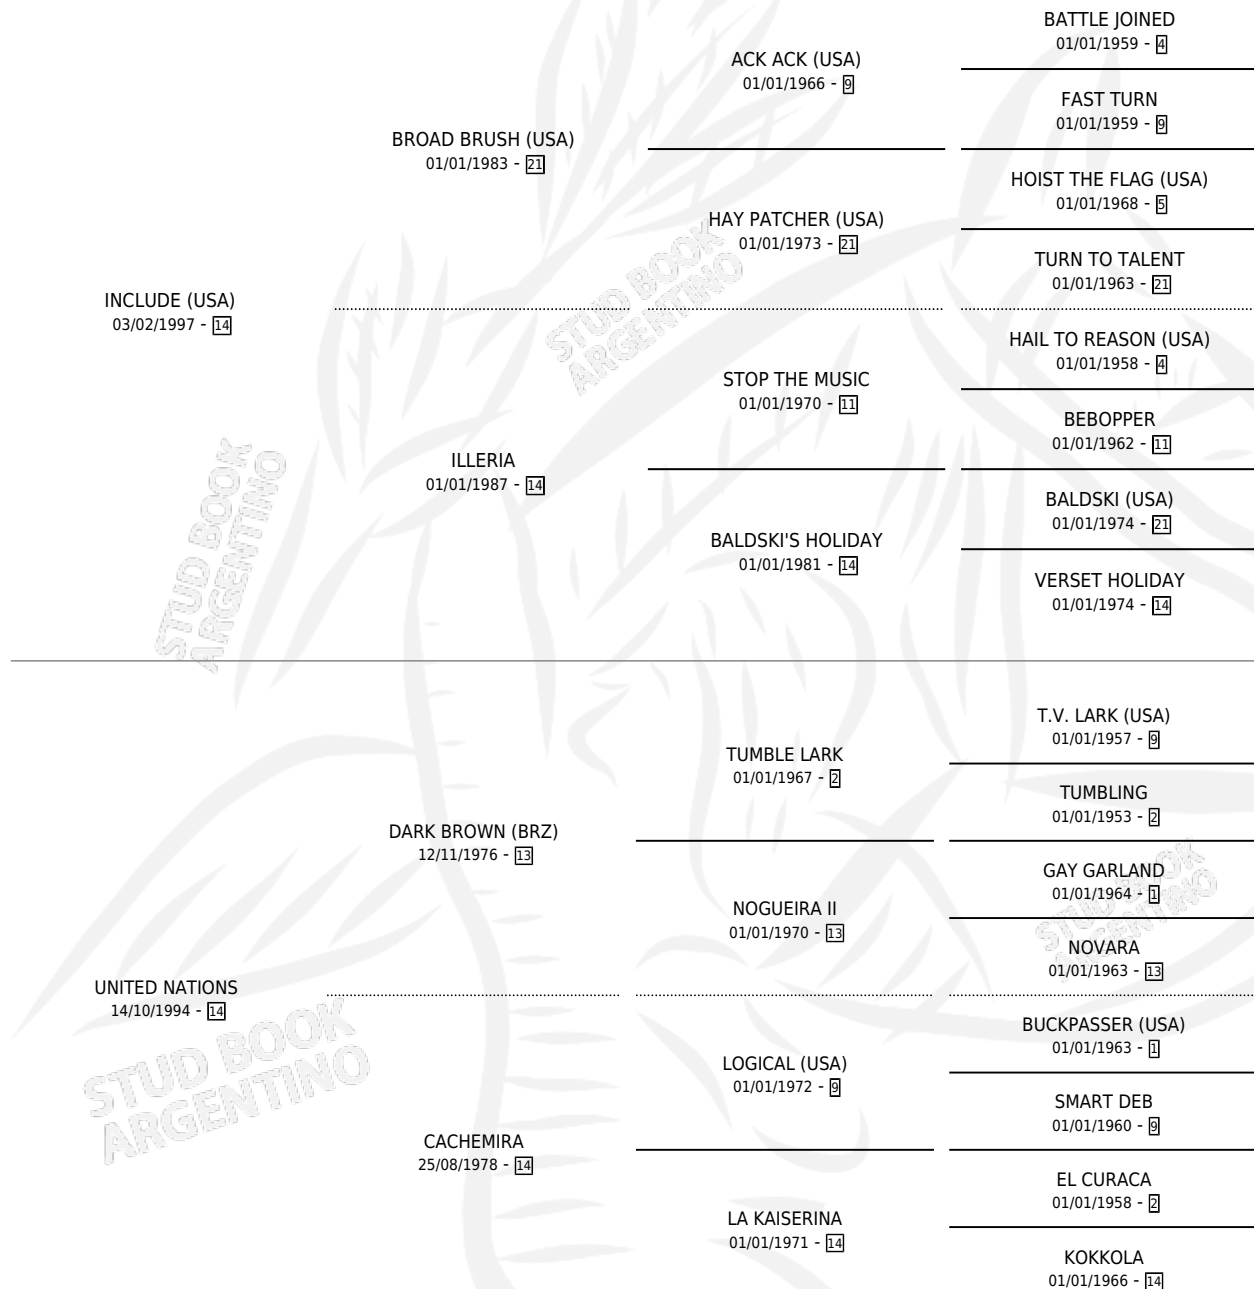 BATTLE JOINED
01/01/1959 - 4
ACK ACK (USA)
01/01/1966 - 9
FAST TURN
01/01/1959 - 9
BROAD BRUSH (USA)
01/01/1983 - 21
HOIST THE FLAG (USA)
01/01/1968 - 5
HAY PATCHER (USA)
01/01/1973 - 21
TURN TO TALENT
01/01/1963 - 21
INCLUDE (USA)
03/02/1997 - 14
HAIL TO REASON (USA)
01/01/1958 - 4
STOP THE MUSIC
01/01/1970 - 11
BEBOPPER
01/01/1962 - 11
ILLERIA
01/01/1987 - 14
BALDSKI (USA)
01/01/1974 - 21
BALDSKI'S HOLIDAY
01/01/1981 - 14
VERSET HOLIDAY
01/01/1974 - 14
T.V. LARK (USA)
01/01/1957 - 9
TUMBLE LARK
01/01/1967 - 2
TUMBLING
01/01/1953 - 2
DARK BROWN (BRZ)
12/11/1976 - 13
GAY GARLAND
01/01/1964 - 1
NOGUEIRA II
01/01/1970 - 13
NOVARA
01/01/1963 - 13
UNITED NATIONS
14/10/1994 - 14
BUCKPASSER (USA)
01/01/1963 - 1
LOGICAL (USA)
01/01/1972 - 9
SMART DEB
01/01/1960 - 9
CACHEMIRA
25/08/1978 - 14
EL CURACA
01/01/1958 - 2
LA KAISERINA
01/01/1971 - 14
KOKKOLA
01/01/1966 - 14
STUD BOOK
ARGENTINO
STUD BOOK
ARGENTINO
STUD BOOK
ARGENTINO
STUD BOOK
ARGENTINO